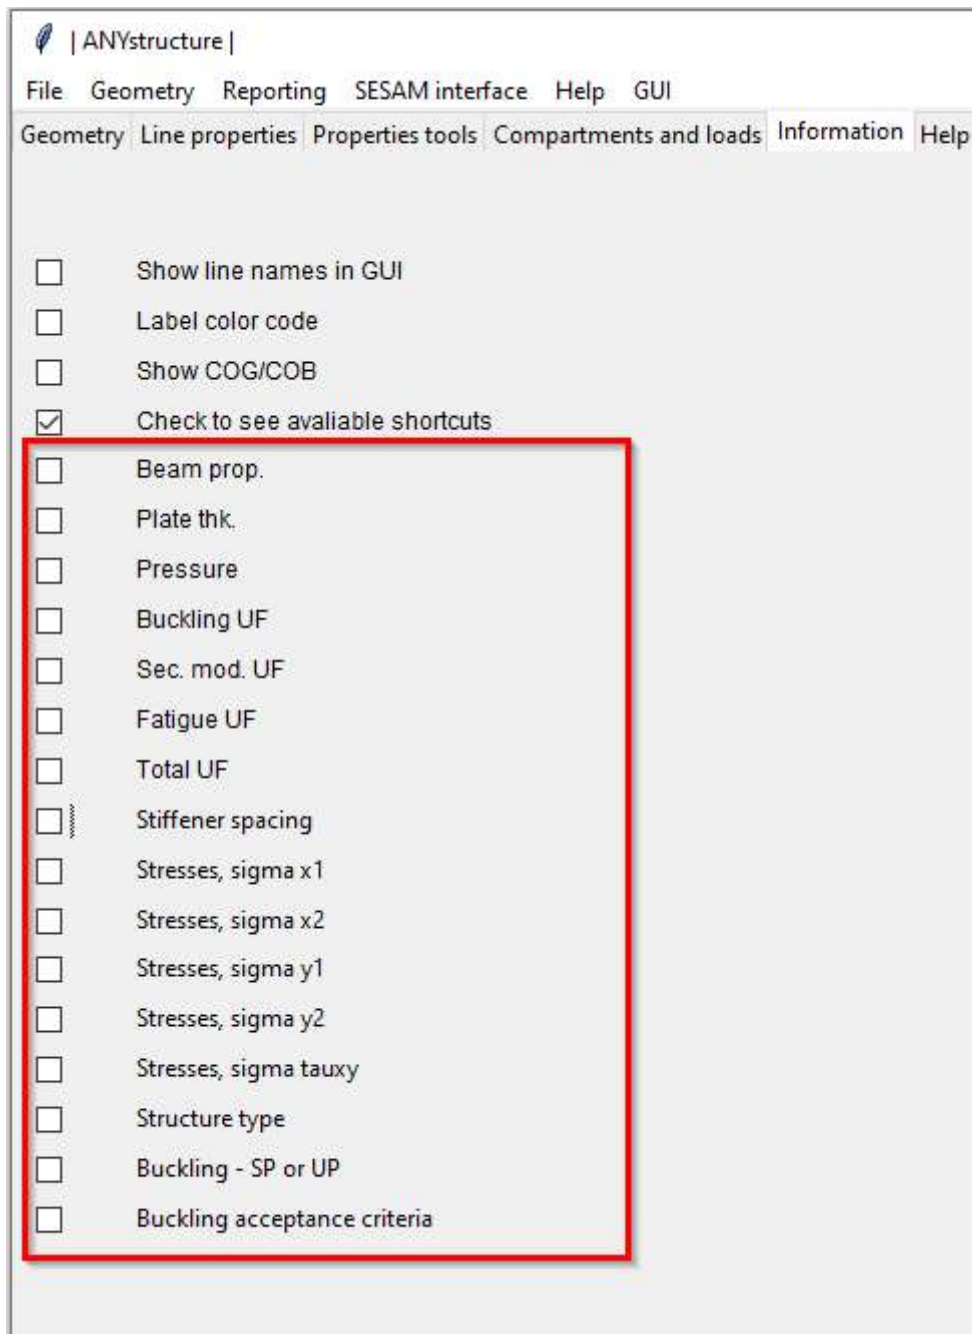 | ANYstructure |
File Geometry Reporting SESAM interface Help GUI
Geometry Line properties Properties tools Compartments and loads Information Help
Show line names in GUI
Label color code
Show COG/COB
Check to see avaliable shortcuts
Beam prop.
Plate thk.
Pressure
Buckling UF
Sec. mod. UF
Fatigue UF
Total UF
Stiffener spacing
Stresses, sigma x1
Stresses, sigma x2
Stresses, sigma y1
Stresses, sigma y2
Stresses, sigma tauxy
Structure type
Buckling - SP or UP
Buckling acceptance criteria